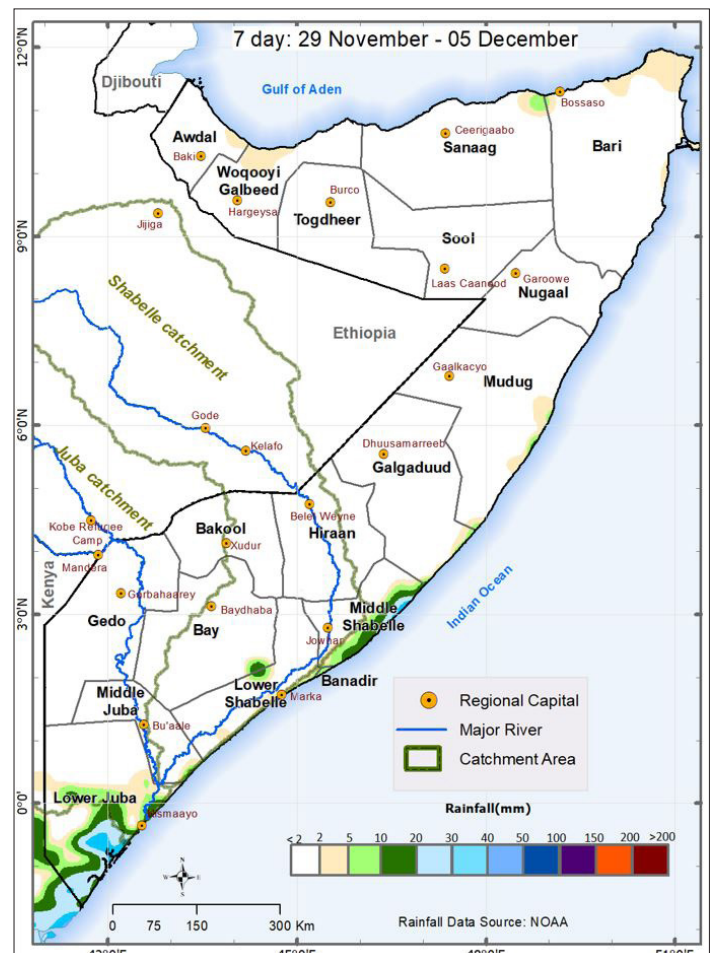 7 day: 29 November - 05 December
12°0'N
Djibouti
Gulf of Aden
Bossaso
Awdal
Ceerigaabo
Sanaag
Bari
Baki
Woqooyi
Galbeed
Burco
Hargeysa
Togdheer
Jijiga
9°0'N
Sool
Laas Caanood
Garoowe
Nugaal
Shabelle catchment
Ethiopia
Gaalkacyo
Mudug
Gode
6°0'N
Kelafo
Dhuusamarreeb
Galgaduud
Juba catchment
Belet Weyne
Hiraan
Kobe Refugee
Camp
Bakool
Xudur
Mandera
Kenya
Gurbahaarey
Indian Ocean
3°0'N
Gedo
Baydhaba
Bay
Middle
Shabelle
Jowhar
Banadir
Middle
Juba
Lower
Shabelle
Marka
Bu'aale
Regional Capital
Major River
Catchment Area
0°0'
Lower Juba
Kismaayo
Rainfall(mm)
<2 2 5 10 20 30 40 50 100 150 200 >200
N
W E
S
0 75 150 300 Km
Rainfall Data Source: NOAA